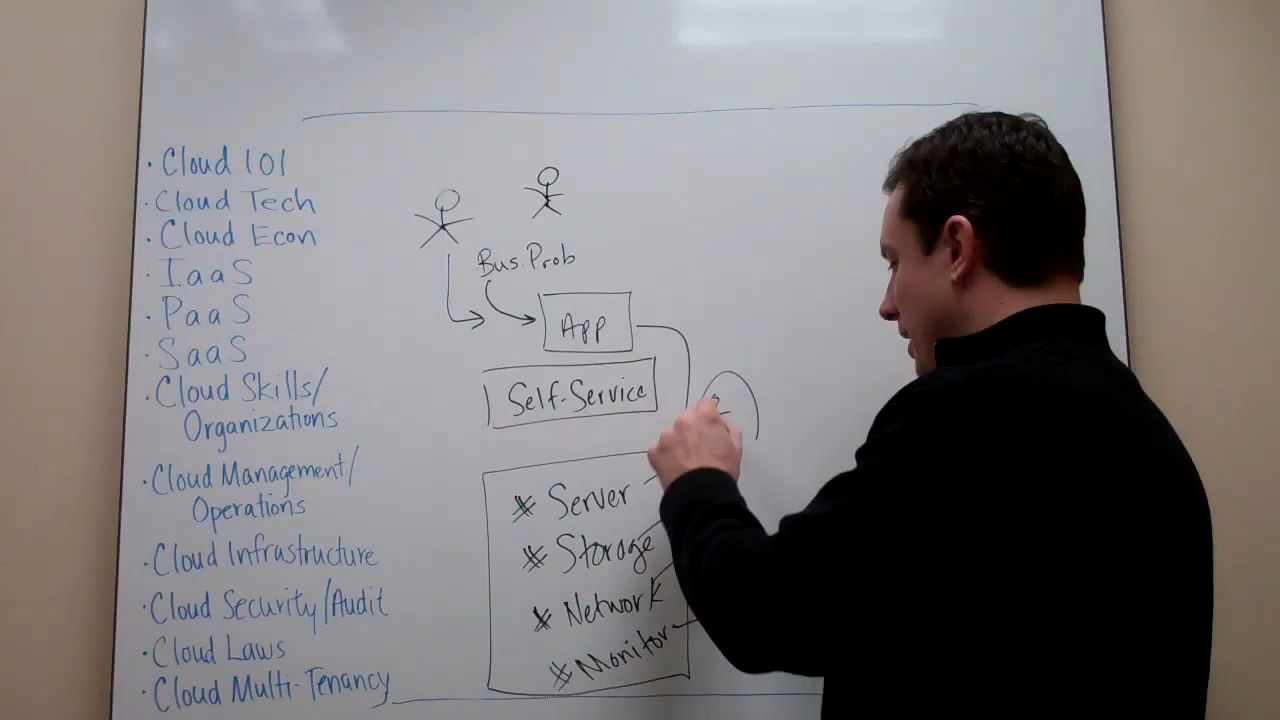 · Cloud 101
· Cloud Tech
· Cloud Econ
· IaaS
· PaaS
· SaaS
· Cloud Skills/
Organizations
· Cloud Management/
Operations
· Cloud Infrastructure
· Cloud Security/Audit
· Cloud Laws
· Cloud Multi-Tenancy
Bus. Prob
App
Self-Service
* Server
* Storage
* Network
* Monitor